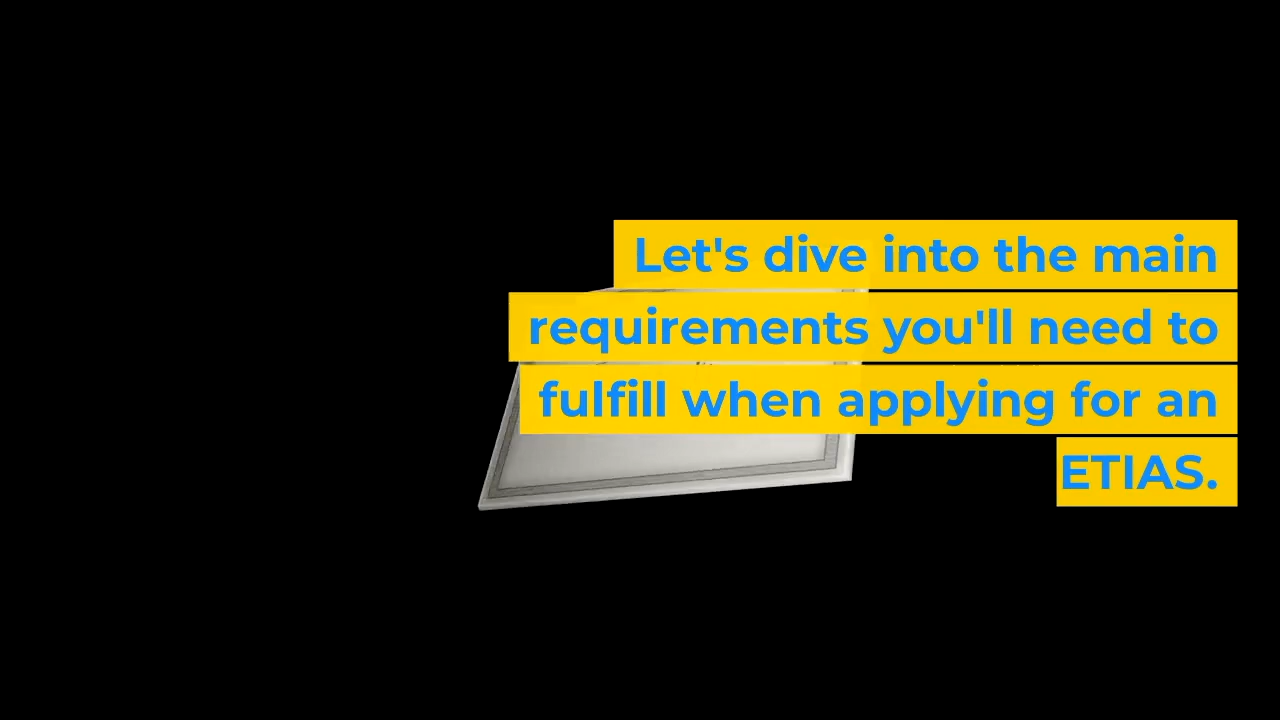 Let's dive into the main
requirements you'll need to
fulfill when applying for an
ETIAS.